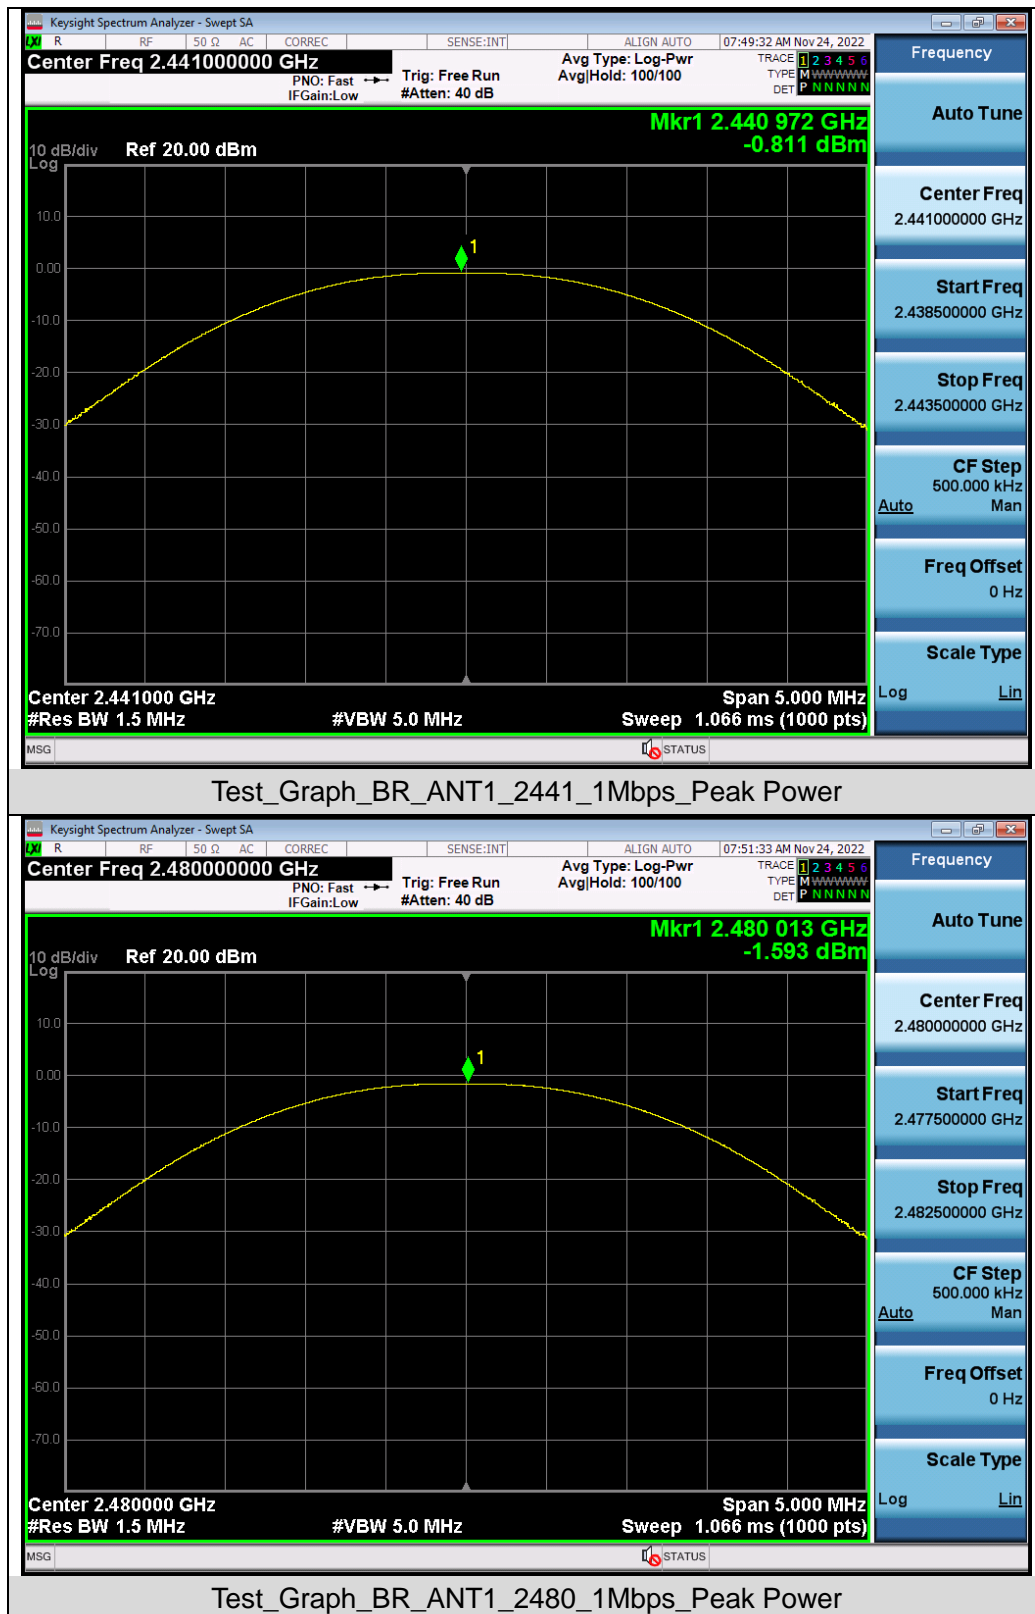 Keysight Spectrum Analyzer - Swept SA
LXI R RF 50 Ω AC CORREC SENSE:INT ALIGN AUTO 07:49:32 AM Nov 24, 2022
Center Freq 2.441000000 GHz
PNO: Fast
IFGain:Low
Trig: Free Run
#Atten: 40 dB
Avg Type: Log-Pwr
Avg|Hold: 100/100
TRACE 1 2 3 4 5 6
TYPE M WWWWW
DET P N N N N N
Mkr1 2.440 972 GHz
-0.811 dBm
10 dB/div Ref 20.00 dBm
Log
10.0
1
0.00
-10.0
-20.0
-30.0
-40.0
-50.0
-60.0
-70.0
Center 2.441000 GHz Span 5.000 MHz
#Res BW 1.5 MHz #VBW 5.0 MHz Sweep 1.066 ms (1000 pts)
MSG STATUS
Frequency
Auto Tune
Center Freq
2.441000000 GHz
Start Freq
2.438500000 GHz
Stop Freq
2.443500000 GHz
CF Step
500.000 kHz
Auto Man
Freq Offset
0 Hz
Scale Type
Log Lin
Test_Graph_BR_ANT1_2441_1Mbps_Peak Power
Keysight Spectrum Analyzer - Swept SA
LXI R RF 50 Ω AC CORREC SENSE:INT ALIGN AUTO 07:51:33 AM Nov 24, 2022
Center Freq 2.480000000 GHz
PNO: Fast
IFGain:Low
Trig: Free Run
#Atten: 40 dB
Avg Type: Log-Pwr
Avg|Hold: 100/100
TRACE 1 2 3 4 5 6
TYPE M WWWWW
DET P N N N N N
Mkr1 2.480 013 GHz
-1.593 dBm
10 dB/div Ref 20.00 dBm
Log
10.0
1
0.00
-10.0
-20.0
-30.0
-40.0
-50.0
-60.0
-70.0
Center 2.480000 GHz Span 5.000 MHz
#Res BW 1.5 MHz #VBW 5.0 MHz Sweep 1.066 ms (1000 pts)
MSG STATUS
Frequency
Auto Tune
Center Freq
2.480000000 GHz
Start Freq
2.477500000 GHz
Stop Freq
2.482500000 GHz
CF Step
500.000 kHz
Auto Man
Freq Offset
0 Hz
Scale Type
Log Lin
Test_Graph_BR_ANT1_2480_1Mbps_Peak Power